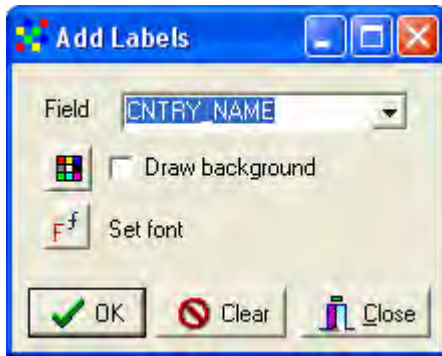 Add Labels
Field CNTRY_NAME
Draw background
F f Set font
OK Clear Close